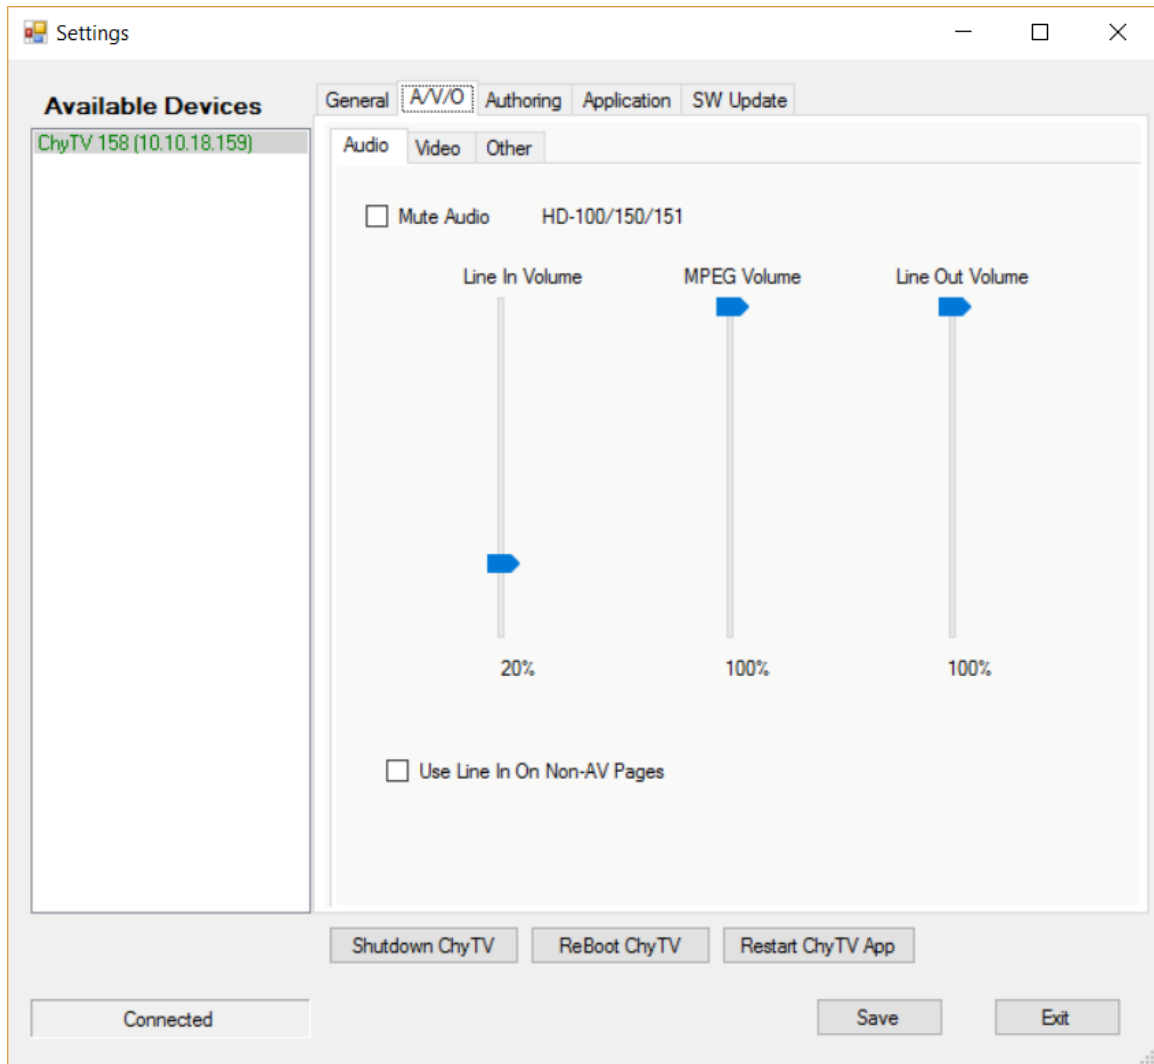 Settings
Available Devices
ChyTV 158 (10.10.18.159)
General A/V/O Authoring Application SW Update
Audio Video Other
Mute Audio HD-100/150/151
Line In Volume MPEG Volume Line Out Volume
20% 100% 100%
Use Line In On Non-AV Pages
Shutdown ChyTV ReBoot ChyTV Restart ChyTV App
Connected Save Exit